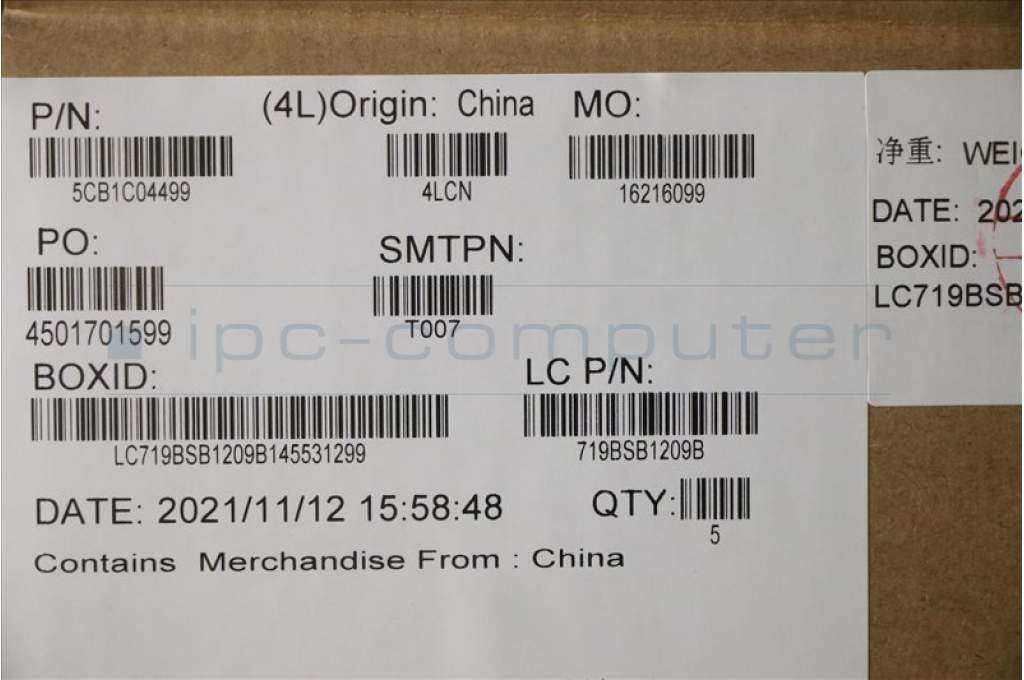 P/N:
(4L)Origin: China
MO:
5CB1C04499
4LCN
16216099
PO:
SMTPN:
4501701599
T007
ipc-computer
BOXID:
LC P/N:
LC719BSB1209B145531299
719BSB1209B
DATE: 2021/11/12 15:58:48
QTY:
5
Contains Merchandise From : China
净重: WEI
DATE: 202
BOXID:
LC719BSB